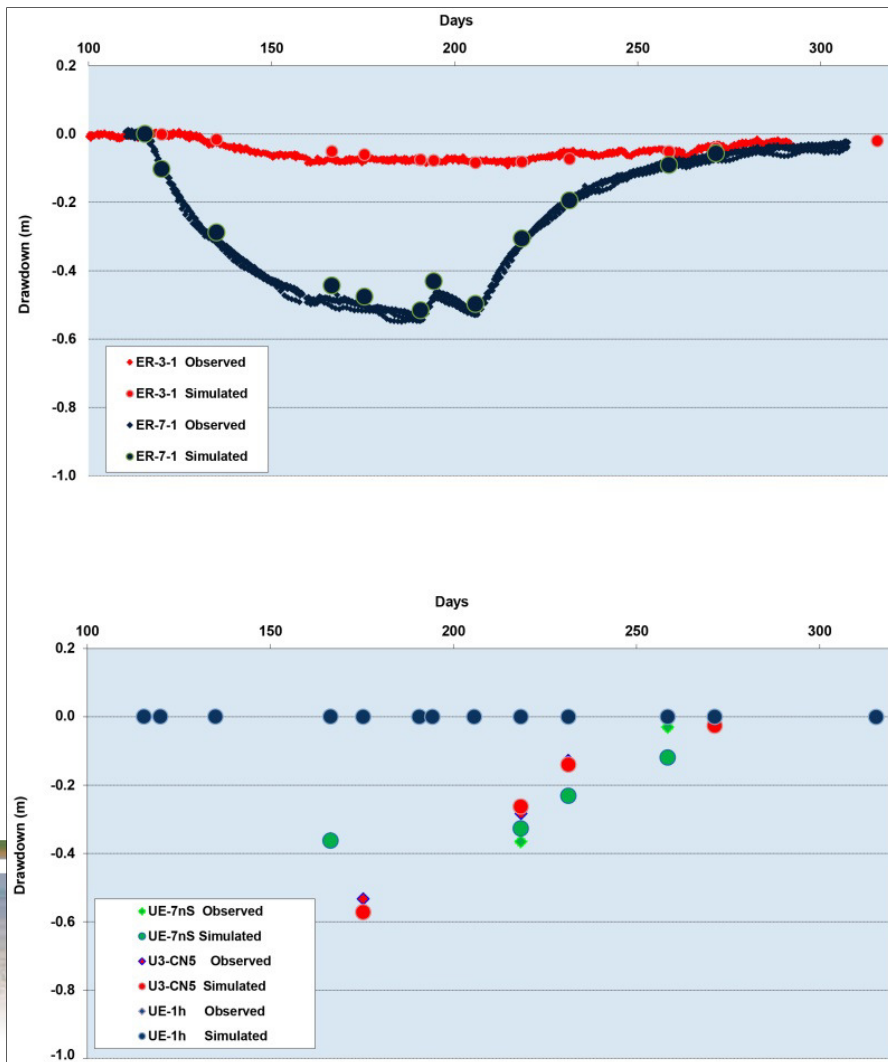 Days
100 150 200 250 300
0.2
0.0
-0.2
-0.4
-0.6
-0.8
-1.0
Drawdown (m)
ER-3-1 Observed
ER-3-1 Simulated
ER-7-1 Observed
ER-7-1 Simulated
Days
100 150 200 250 300
0.2
0.0
-0.2
-0.4
-0.6
-0.8
-1.0
Drawdown (m)
UE-7nS Observed
UE-7nS Simulated
U3-CN5 Observed
U3-CN5 Simulated
UE-1h Observed
UE-1h Simulated